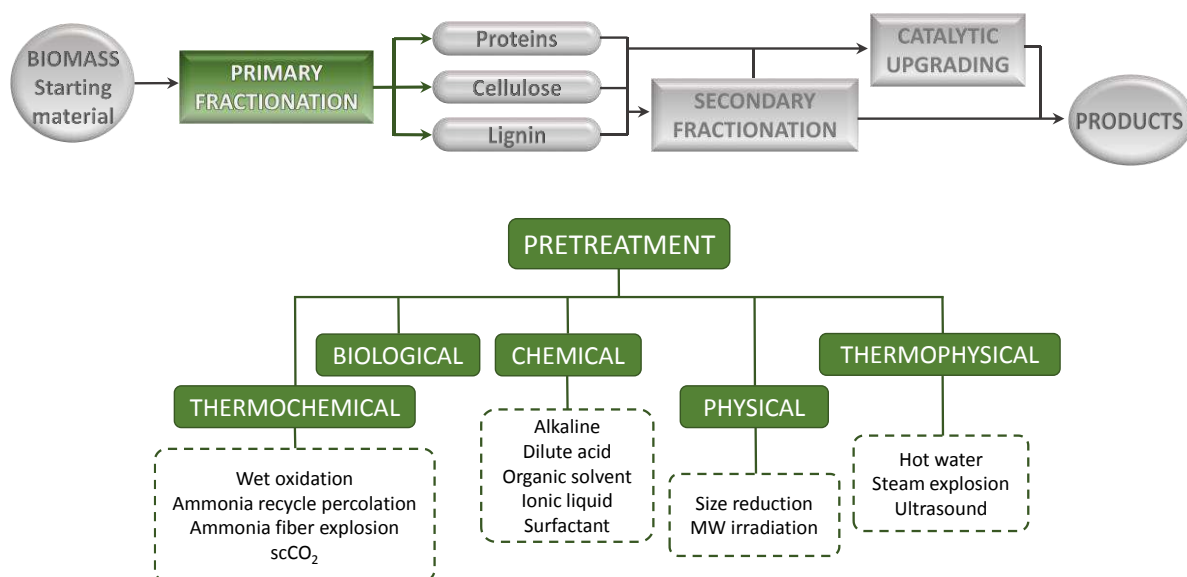 BIOMASS
Starting
material
PRIMARY
FRACTIONATION
Proteins
Cellulose
Lignin
SECONDARY
FRACTIONATION
CATALYTIC
UPGRADING
PRODUCTS
PRETREATMENT
BIOLOGICAL
CHEMICAL
THERMOPHYSICAL
THERMOCHEMICAL
PHYSICAL
Wet oxidation
Ammonia recycle percolation
Ammonia fiber explosion
scCO₂
Alkaline
Dilute acid
Organic solvent
Ionic liquid
Surfactant
Size reduction
MW irradiation
Hot water
Steam explosion
Ultrasound